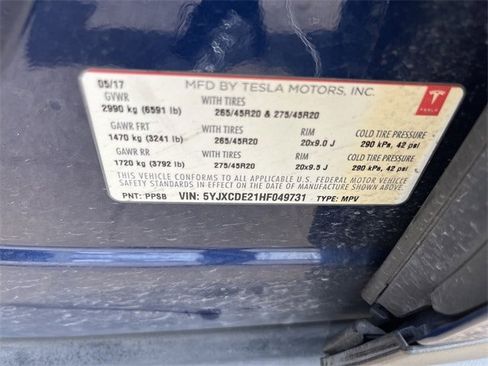 05/17 MFD BY TESLA MOTORS, INC.
GVWR WITH TIRES
2990 kg (6591 lb) 265/45R20 & 275/45R20
GAWR FRT WITH TIRES RIM COLD TIRE PRESSURE
1470 kg (3241 lb) 265/45R20 20x9.0 J 290 kPa, 42 psi
GAWR RR WITH TIRES RIM COLD TIRE PRESSURE
1720 kg (3792 lb) 275/45R20 20x9.5 J 290 kPa, 42 psi
THIS VEHICLE CONFORMS TO ALL APPLICABLE U.S. FEDERAL MOTOR VEHICLE
SAFETY STANDARDS IN EFFECT ON THE DATE OF MANUFACTURE SHOWN ABOVE
PNT: PPSB VIN: 5YJXCDE21HF049731 TYPE: MPV